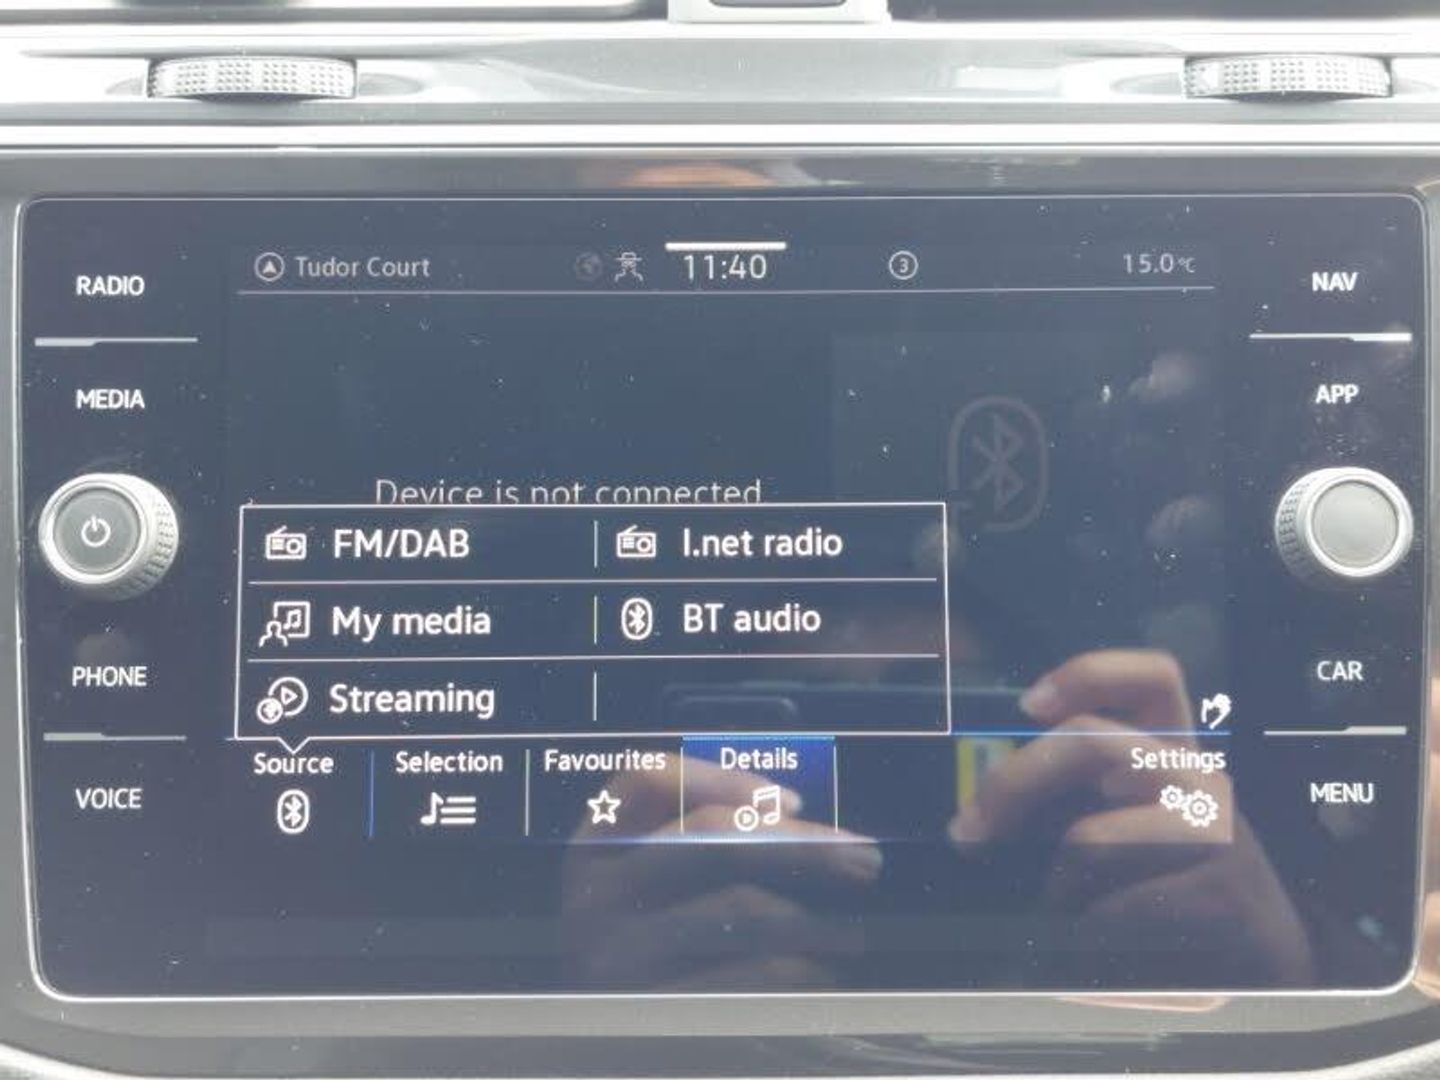 Tudor Court 11:40 3 15.0°C
RADIO
NAV
MEDIA
APP
Device is not connected
FM/DAB I.net radio
My media BT audio
PHONE
CAR
Streaming
Source Selection Favourites Details Settings
VOICE
MENU